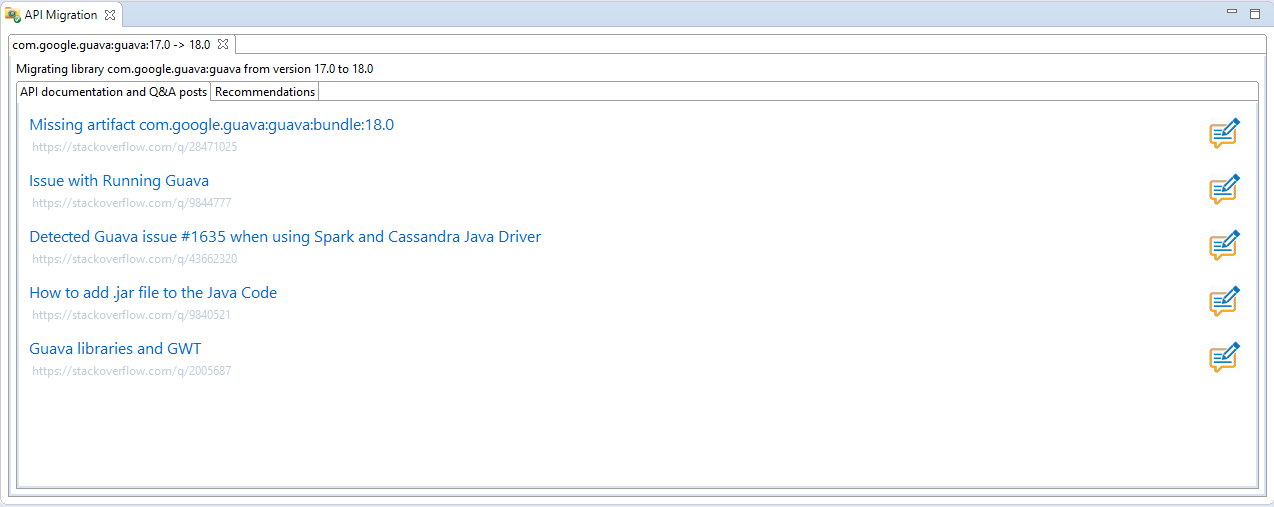 API Migration
com.google.guava:guava:17.0 -> 18.0
Migrating library com.google.guava:guava from version 17.0 to 18.0
API documentation and Q&A posts Recommendations
Missing artifact com.google.guava:guava:bundle:18.0
https://stackoverflow.com/q/28471025
Issue with Running Guava
https://stackoverflow.com/q/9844777
Detected Guava issue #1635 when using Spark and Cassandra Java Driver
https://stackoverflow.com/q/43662320
How to add .jar file to the Java Code
https://stackoverflow.com/q/9840521
Guava libraries and GWT
https://stackoverflow.com/q/2005687